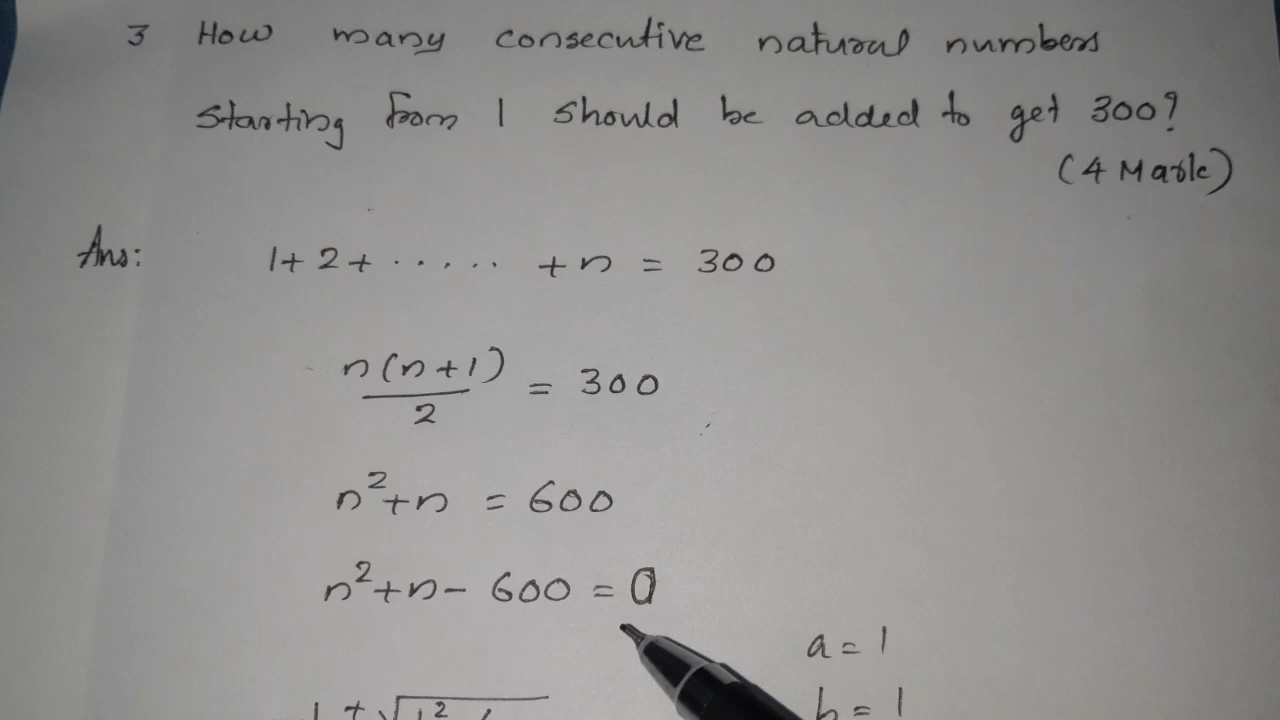 3 How many consecutive natural numbers
starting from 1 should be added to get 300?
(4 Mark)
Ans: 1+2+ ..... +n = 300
n(n+1)/2 = 300
n²+n = 600
n²+n- 600 = 0
a = 1
b = 1